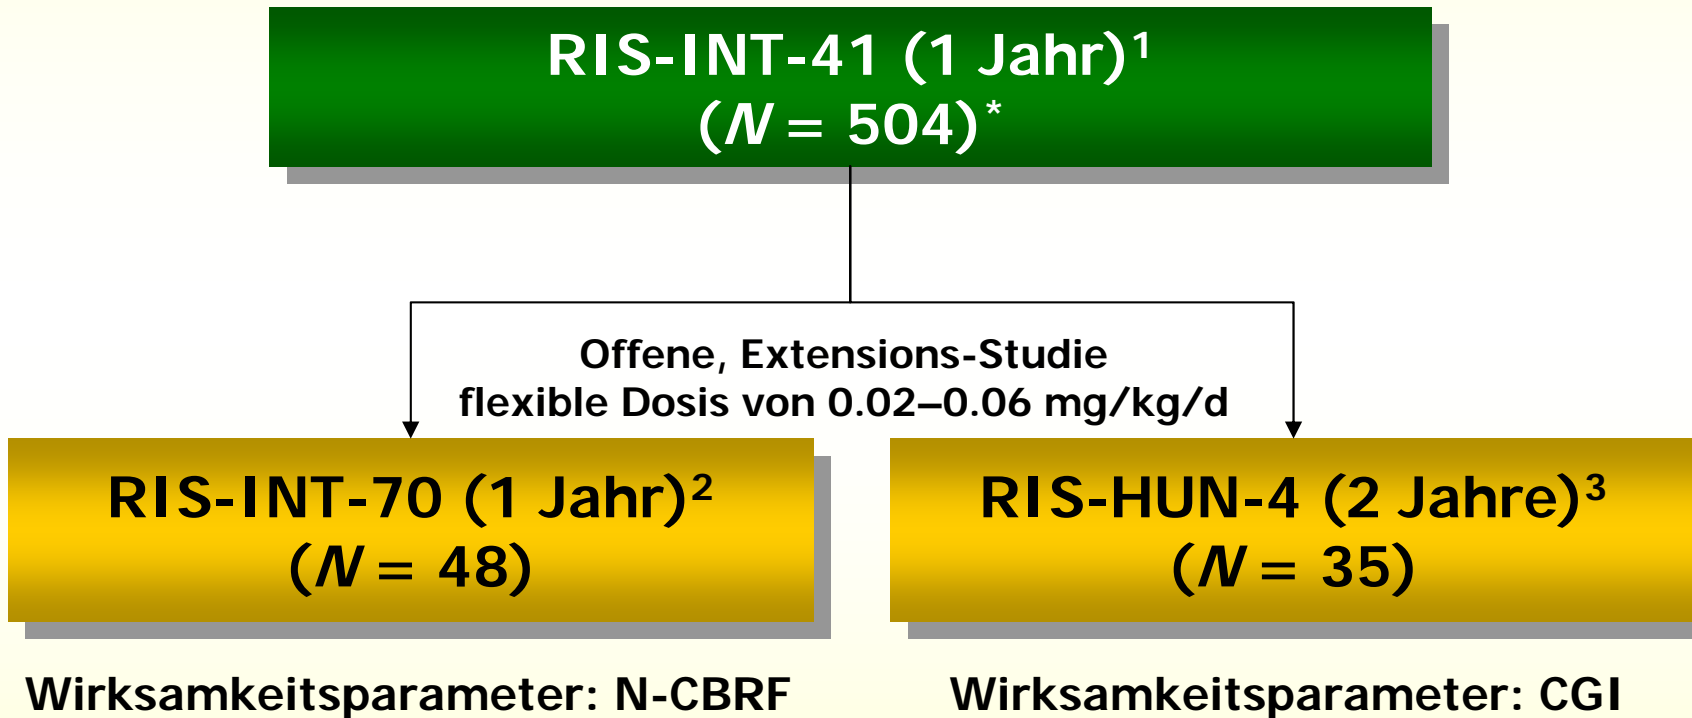 RIS-INT-41 (1 Jahr)¹
(N = 504)*
Offene, Extensions-Studie
flexible Dosis von 0.02–0.06 mg/kg/d
RIS-INT-70 (1 Jahr)²
(N = 48)
RIS-HUN-4 (2 Jahre)³
(N = 35)
Wirksamkeitsparameter: N-CBRF
Wirksamkeitsparameter: CGI